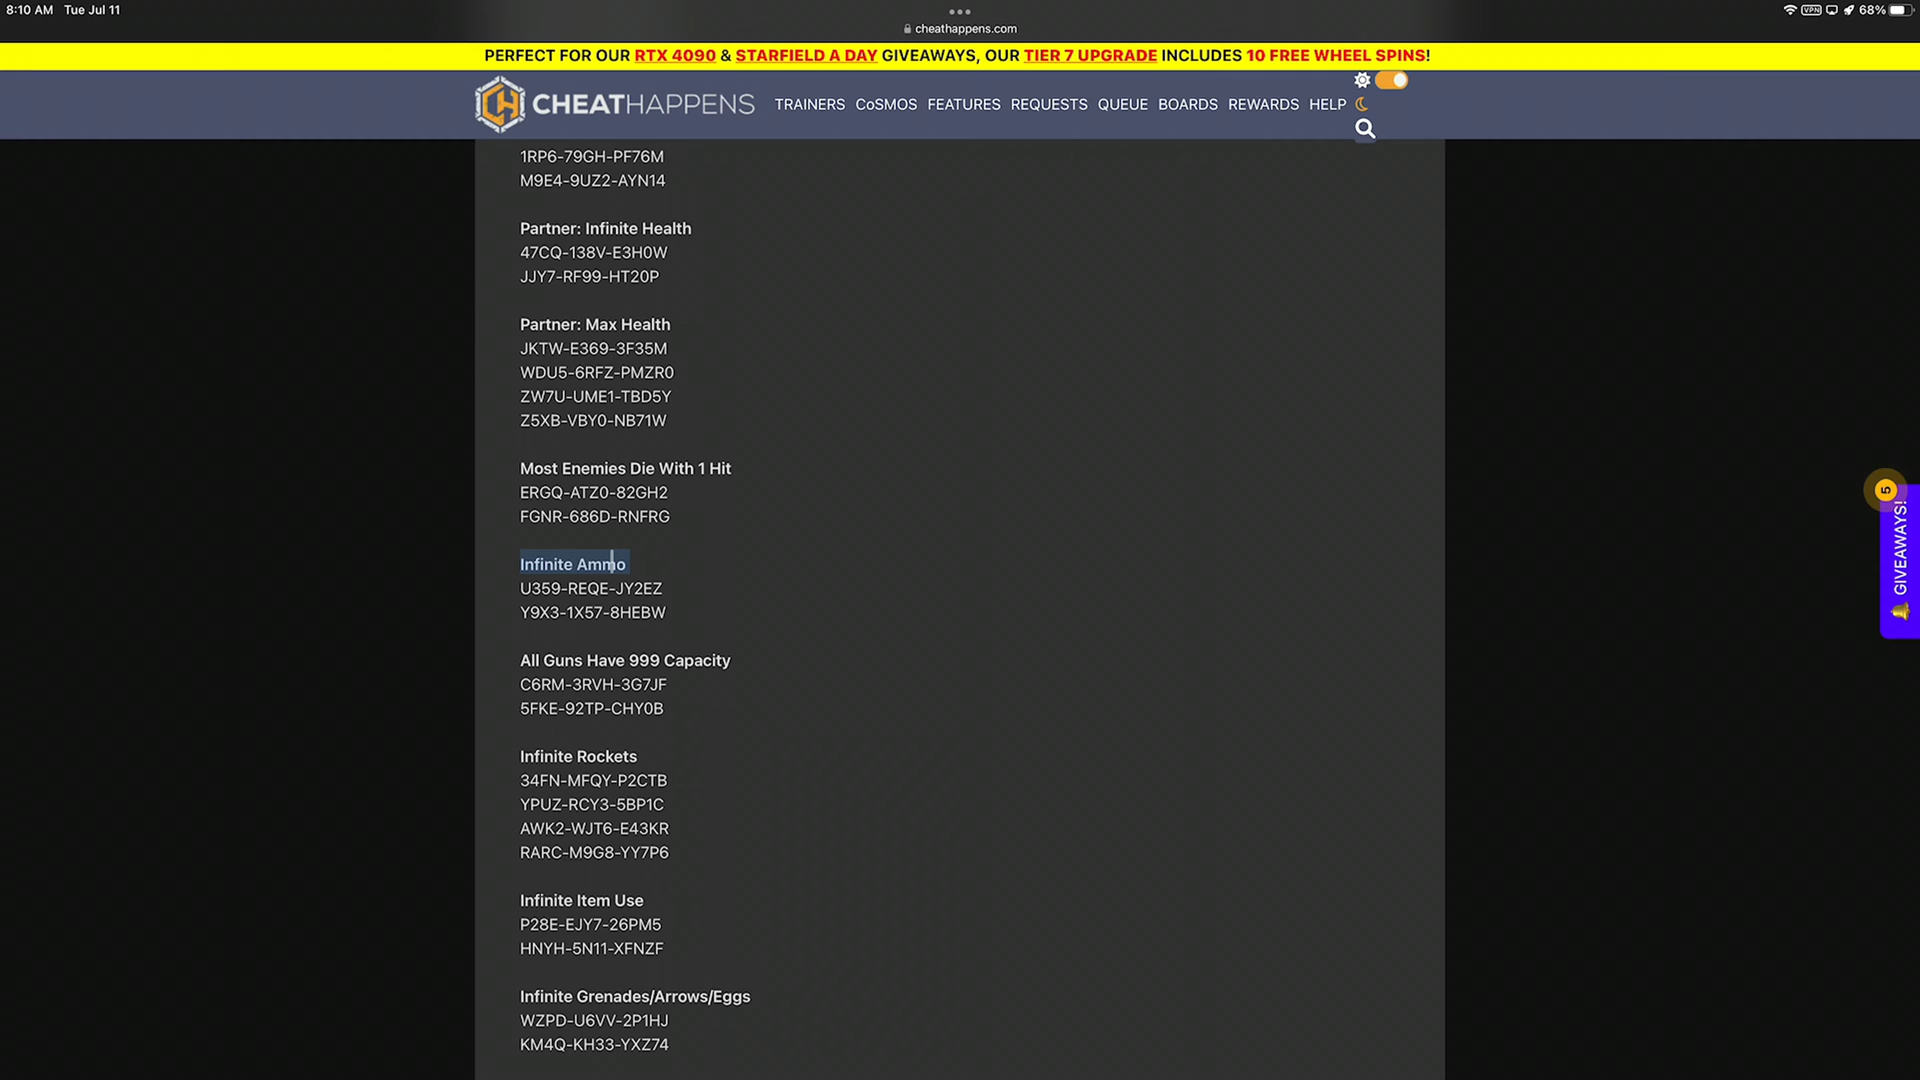 8:10 AM Tue Jul 11
VPN 68%
cheathappens.com
PERFECT FOR OUR RTX 4090 & STARFIELD A DAY GIVEAWAYS, OUR TIER 7 UPGRADE INCLUDES 10 FREE WHEEL SPINS!
CHEATHAPPENS TRAINERS CoSMOS FEATURES REQUESTS QUEUE BOARDS REWARDS HELP
1RP6-79GH-PF76M
M9E4-9UZ2-AYN14
Partner: Infinite Health
47CQ-138V-E3H0W
JJY7-RF99-HT20P
Partner: Max Health
JKTW-E369-3F35M
WDU5-6RFZ-PMZR0
ZW7U-UME1-TBD5Y
Z5XB-VBY0-NB71W
Most Enemies Die With 1 Hit
ERGQ-ATZ0-82GH2
FGNR-686D-RNFRG
Infinite Ammo
U359-REQE-JY2EZ
Y9X3-1X57-8HEBW
All Guns Have 999 Capacity
C6RM-3RVH-3G7JF
5FKE-92TP-CHY0B
Infinite Rockets
34FN-MFQY-P2CTB
YPUZ-RCY3-5BP1C
AWK2-WJT6-E43KR
RARC-M9G8-YY7P6
Infinite Item Use
P28E-EJY7-26PM5
HNYH-5N11-XFNZF
Infinite Grenades/Arrows/Eggs
WZPD-U6VV-2P1HJ
KM4Q-KH33-YXZ74
GIVEAWAYS!
5